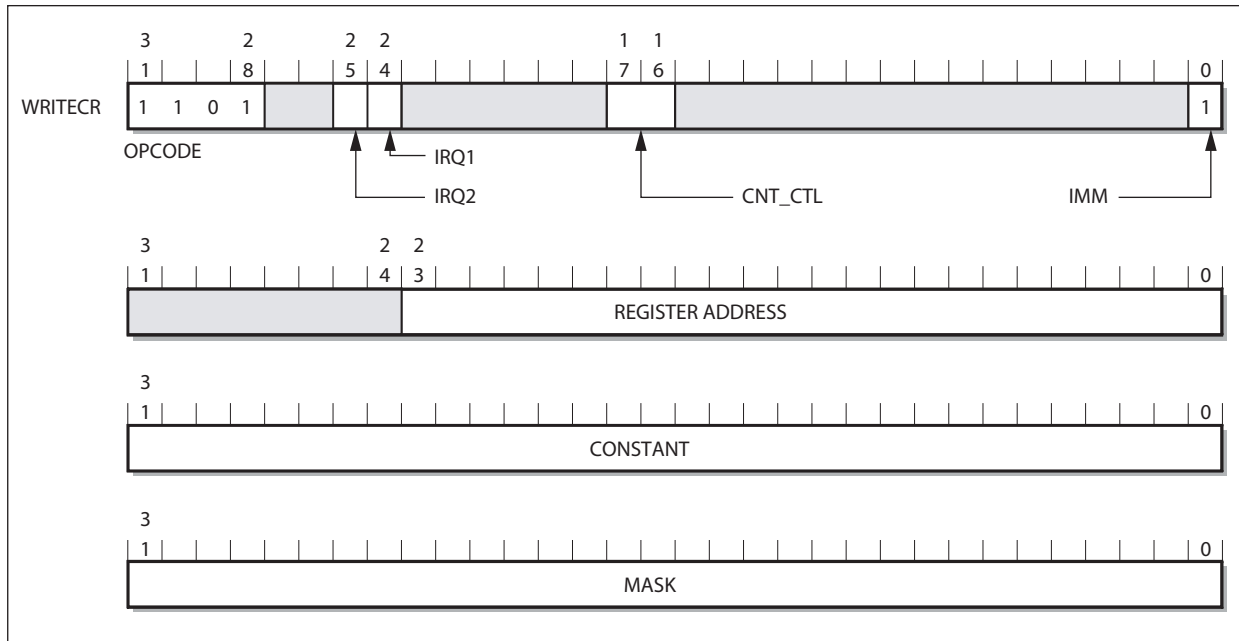 3 2 2 2 1 1
1 8 5 4 7 6 0
WRITECR 1 1 0 1 1
OPCODE
IRQ1
IRQ2 CNT_CTL IMM
3 2 2
1 4 3 0
REGISTER ADDRESS
3
1 0
CONSTANT
3
1 0
MASK